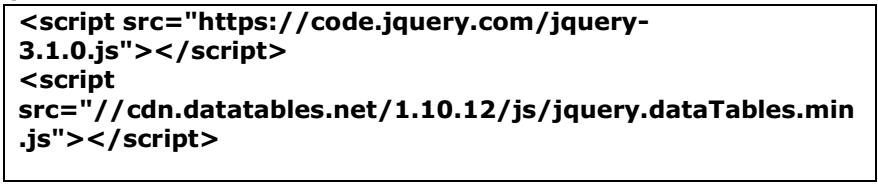 <script src="https://code.jquery.com/jquery-
3.1.0.js"></script>
<script
src="//cdn.datatables.net/1.10.12/js/jquery.dataTables.min
.js"></script>